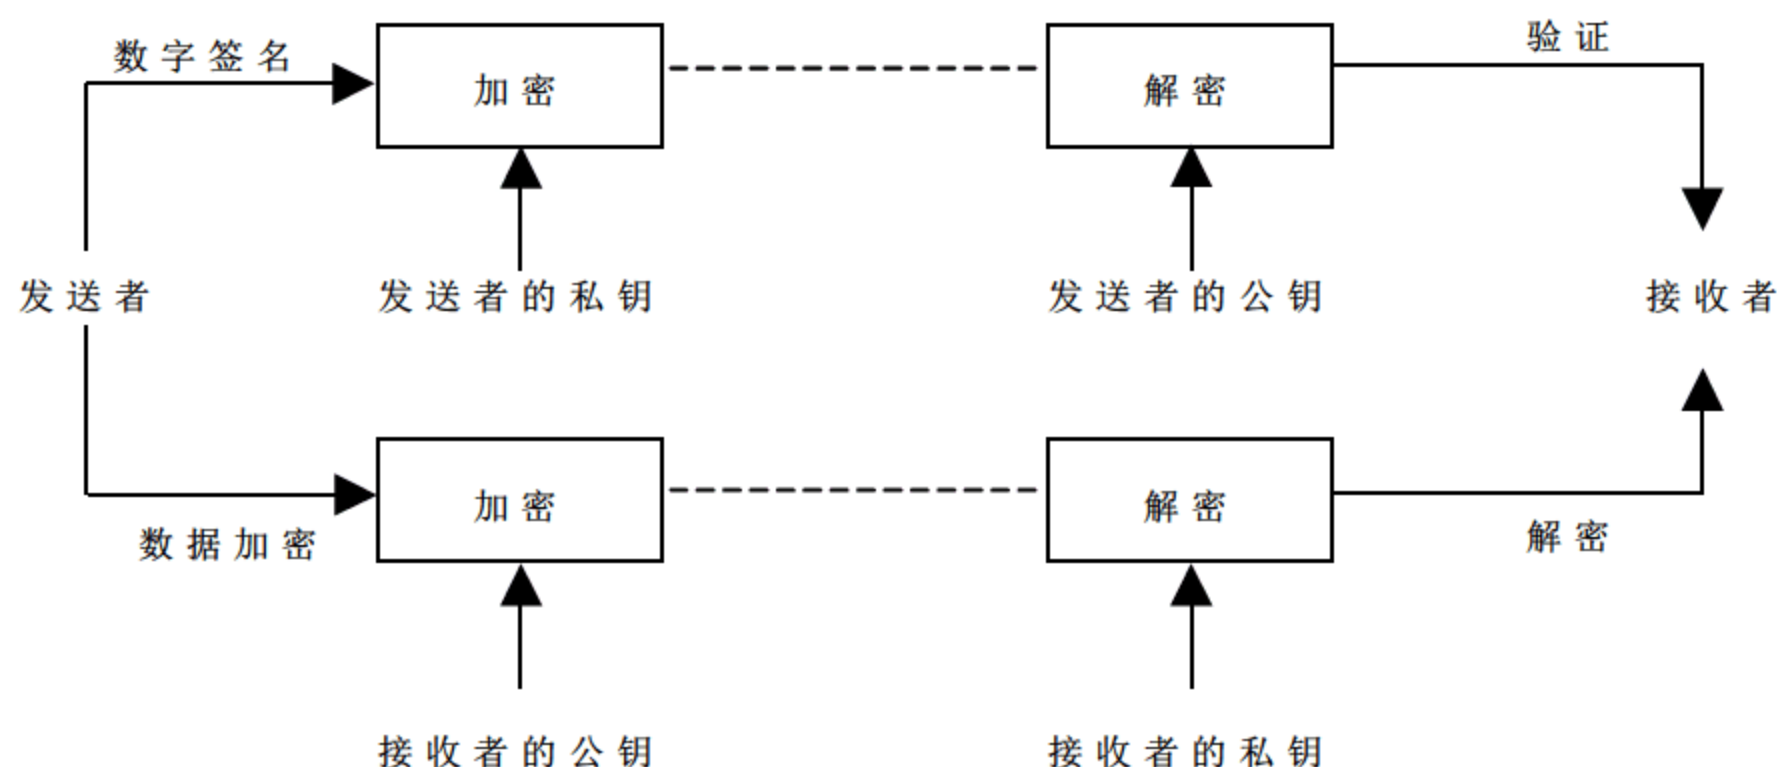 数字签名
加密
解密
验证
发送者
发送者的私钥
发送者的公钥
接收者
数据加密
加密
解密
解密
接收者的公钥
接收者的私钥